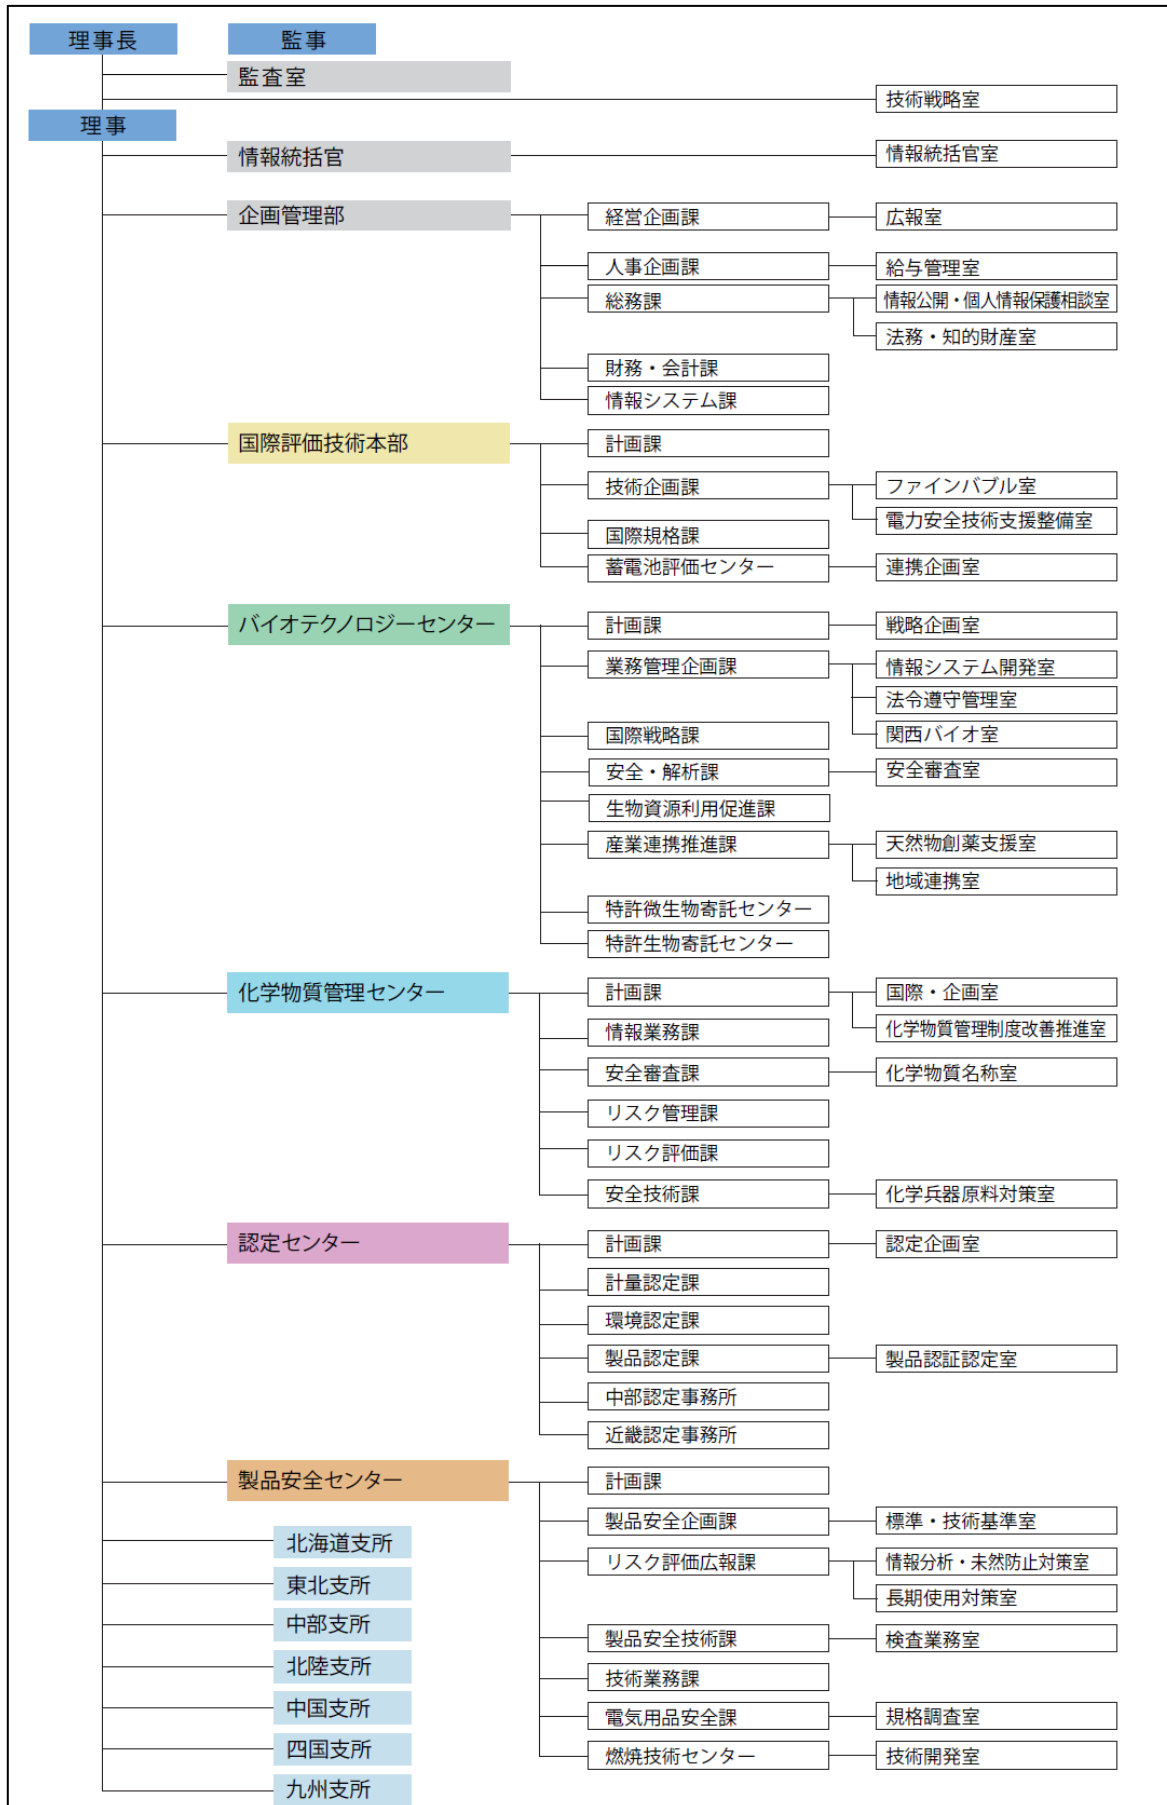 理事長
監事
監査室
技術戦略室
理事
情報統括官
情報統括官室
企画管理部
経営企画課
広報室
人事企画課
給与管理室
総務課
情報公開・個人情報保護相談室
法務・知的財産室
財務・会計課
情報システム課
国際評価技術本部
計画課
技術企画課
ファインバブル室
電力安全技術支援整備室
国際規格課
蓄電池評価センター
連携企画室
バイオテクノロジーセンター
計画課
戦略企画室
業務管理企画課
情報システム開発室
法令遵守管理室
関西バイオ室
国際戦略課
安全・解析課
安全審査室
生物資源利用促進課
産業連携推進課
天然物創薬支援室
地域連携室
特許微生物寄託センター
特許生物寄託センター
化学物質管理センター
計画課
国際・企画室
化学物質管理制度改善推進室
情報業務課
安全審査課
化学物質名称室
リスク管理課
リスク評価課
安全技術課
化学兵器原料対策室
認定センター
計画課
認定企画室
計量認定課
環境認定課
製品認定課
製品認証認定室
中部認定事務所
近畿認定事務所
製品安全センター
計画課
製品安全企画課
標準・技術基準室
リスク評価広報課
情報分析・未然防止対策室
長期使用対策室
製品安全技術課
検査業務室
技術業務課
電気用品安全課
規格調査室
燃焼技術センター
技術開発室
北海道支所
東北支所
中部支所
北陸支所
中国支所
四国支所
九州支所